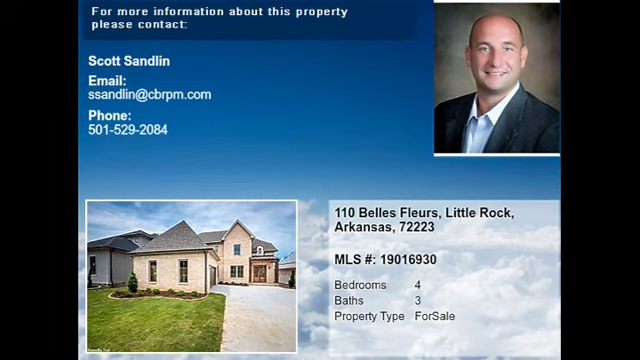 For more information about this property
please contact:
Scott Sandlin
Email:
ssandlin@cbrpm.com
Phone:
501-529-2084
110 Belles Fleurs, Little Rock,
Arkansas, 72223
MLS #: 19016930
Bedrooms 4
Baths 3
Property Type ForSale